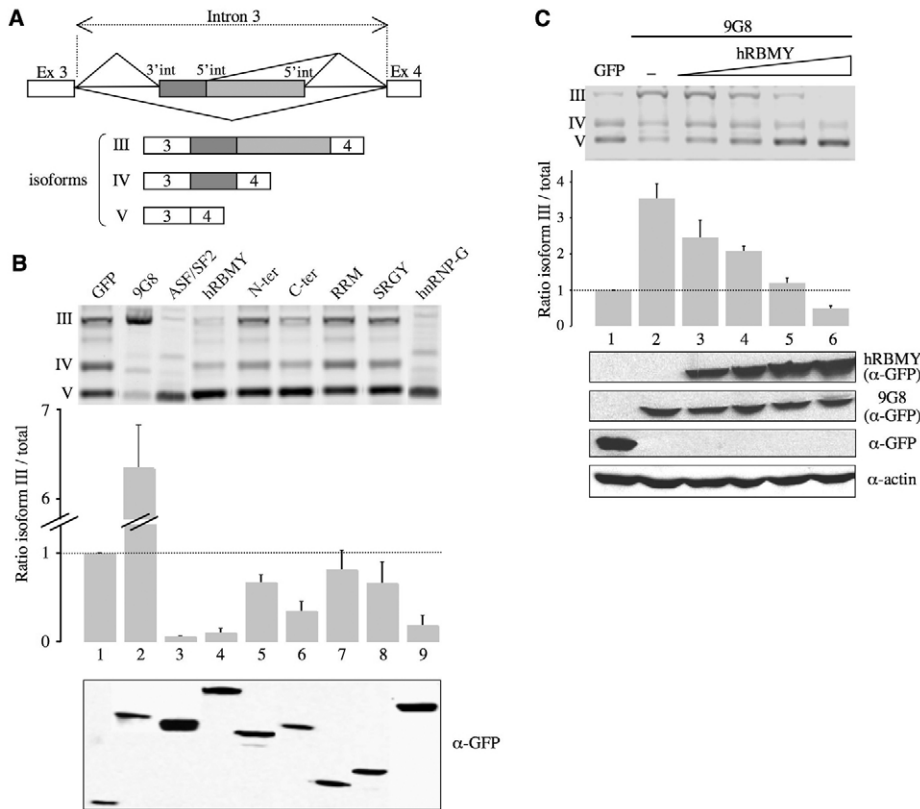 A
Intron 3
Ex 3
3'int
5'int
5'int
Ex 4
isoforms
III
3
4
IV
3
4
V
3
4
B
GFP
9G8
ASF/SF2
hRBMY
N-ter
C-ter
RRM
SRGY
hnRNP-G
III
IV
V
Ratio isoform III / total
7
6
1
0
1
2
3
4
5
6
7
8
9
α-GFP
C
9G8
hRBMY
GFP
–
III
IV
V
Ratio isoform III / total
4
3
2
1
0
1
2
3
4
5
6
hRBMY
(α-GFP)
9G8
(α-GFP)
α-GFP
α-actin